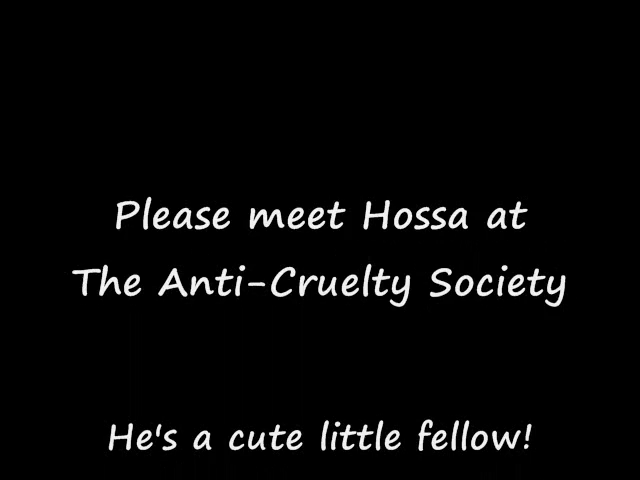 Please meet Hossa at
The Anti-Cruelty Society
He's a cute little fellow!